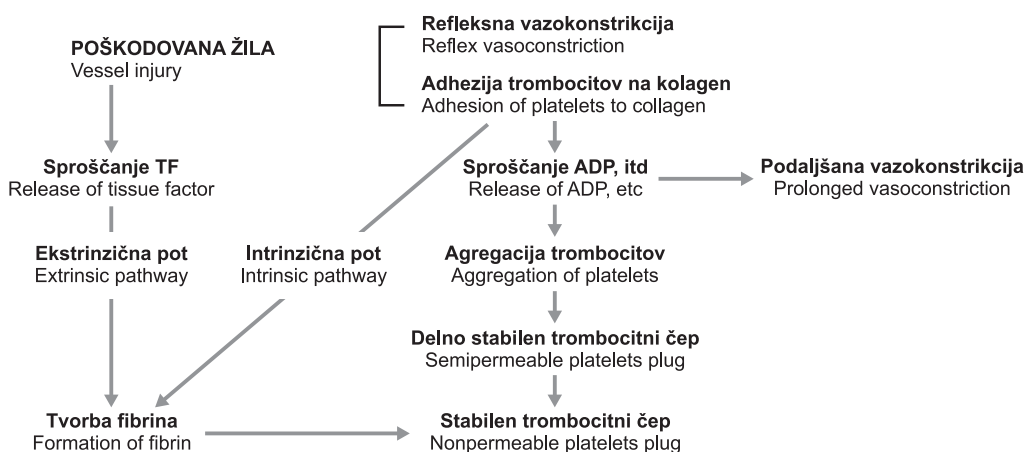 Refleksna vazokonstrikcija
Reflex vasoconstriction
POŠKODOVANA ŽILA
Vessel injury
Adhezija trombocitov na kolagen
Adhesion of platelets to collagen
Sproščanje TF
Release of tissue factor
Sproščanje ADP, itd
Release of ADP, etc
Podaljšana vazokonstrikcija
Prolonged vasoconstriction
Ekstrinzična pot
Extrinsic pathway
Intrinzična pot
Intrinsic pathway
Agregacija trombocitov
Aggregation of platelets
Delno stabilen trombocitni čep
Semipermeable platelets plug
Tvorba fibrina
Formation of fibrin
Stabilen trombocitni čep
Nonpermeable platelets plug